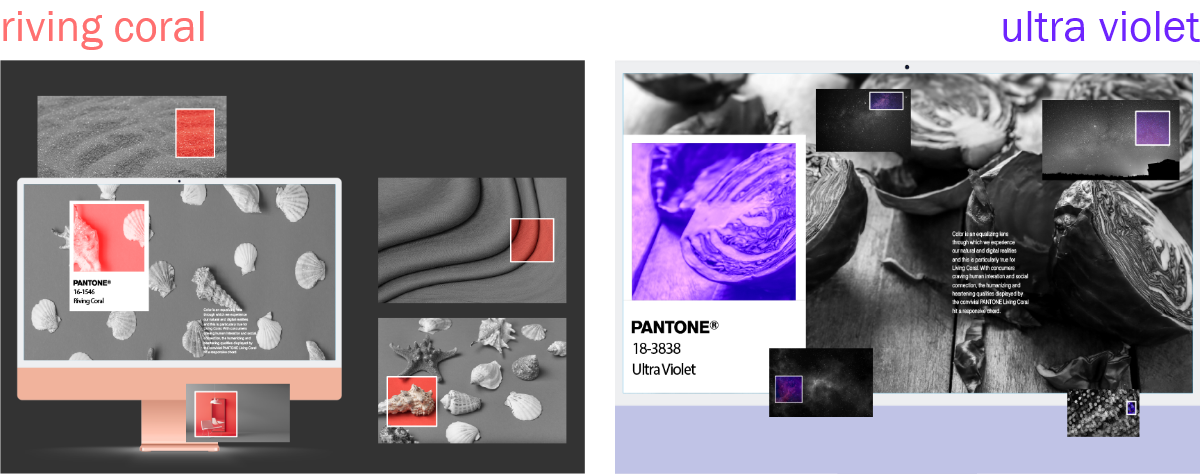 riving coral
ultra violet
PANTONE®
16-1546
Riving Coral
Color is an equalizing lens
through which we experience
our natural and digital realities
and this is particularly true for
Living Coral. With consumers
craving human interation and social
connection, the humanizing and
heartening qualities displayed by
the convivial PANTONE Living Coral
hit a responsive chord.
PANTONE®
18-3838
Ultra Violet
Color is an equalizing lens
through which we experience
our natural and digital realities
and this is particularly true for
Living Coral. With consumers
craving human interation and social
connection, the humanizing and
heartening qualities displayed by
the convivial PANTONE Living Coral
hit a responsive chord.